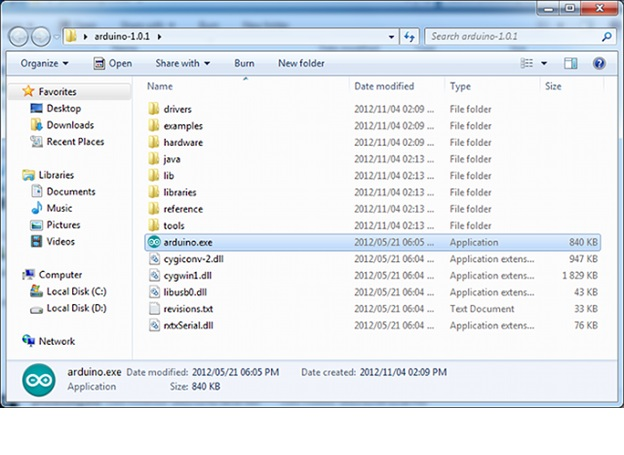 arduino-1.0.1
Search arduino-1.0.1
Organize Open Share with Burn New folder
Name Date modified Type Size
Favorites
Desktop
Downloads
Recent Places
Libraries
Documents
Music
Pictures
Videos
Computer
Local Disk (C:)
Local Disk (D:)
Network
drivers 2012/11/04 02:09 ... File folder
examples 2012/11/04 02:09 ... File folder
hardware 2012/11/04 02:09 ... File folder
java 2012/11/04 02:13 ... File folder
lib 2012/11/04 02:13 ... File folder
libraries 2012/11/04 02:13 ... File folder
reference 2012/11/04 02:13 ... File folder
tools 2012/11/04 02:13 ... File folder
arduino.exe 2012/05/21 06:05 ... Application 840 KB
cygiconv-2.dll 2012/05/21 06:04 ... Application extens... 947 KB
cygwin1.dll 2012/05/21 06:04 ... Application extens... 1 829 KB
libusb0.dll 2012/05/21 06:04 ... Application extens... 43 KB
revisions.txt 2012/05/21 06:04 ... Text Document 33 KB
rxtxSerial.dll 2012/05/21 06:04 ... Application extens... 76 KB
arduino.exe Date modified: 2012/05/21 06:05 PM Date created: 2012/11/04 02:09 PM
Application Size: 840 KB